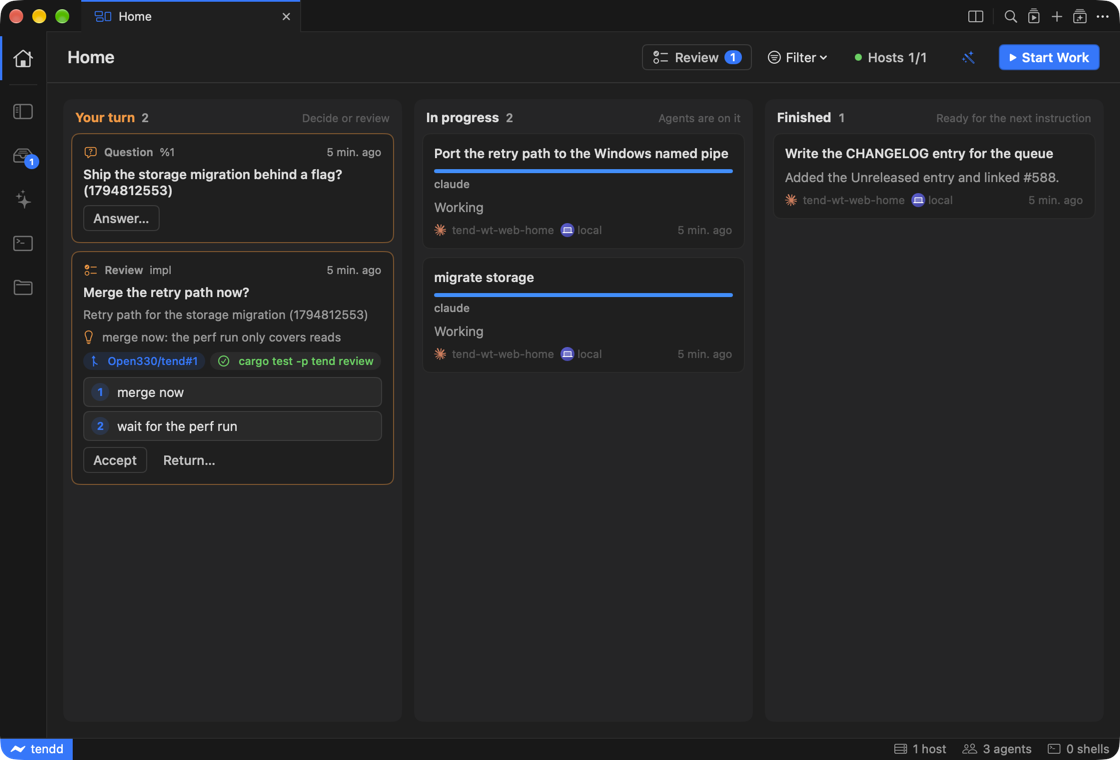 Home
Home
Review 1
Filter
Hosts 1/1
Start Work
1
Your turn 2
Decide or review
Question %1
5 min. ago
Ship the storage migration behind a flag?
(1794812553)
Answer...
Review impl
5 min. ago
Merge the retry path now?
Retry path for the storage migration (1794812553)
merge now: the perf run only covers reads
Open330/tend#1
cargo test -p tend review
1 merge now
2 wait for the perf run
Accept
Return...
In progress 2
Agents are on it
Port the retry path to the Windows named pipe
claude
Working
tend-wt-web-home
local
5 min. ago
migrate storage
claude
Working
tend-wt-web-home
local
5 min. ago
Finished 1
Ready for the next instruction
Write the CHANGELOG entry for the queue
Added the Unreleased entry and linked #588.
tend-wt-web-home
local
5 min. ago
tendd
1 host
3 agents
0 shells